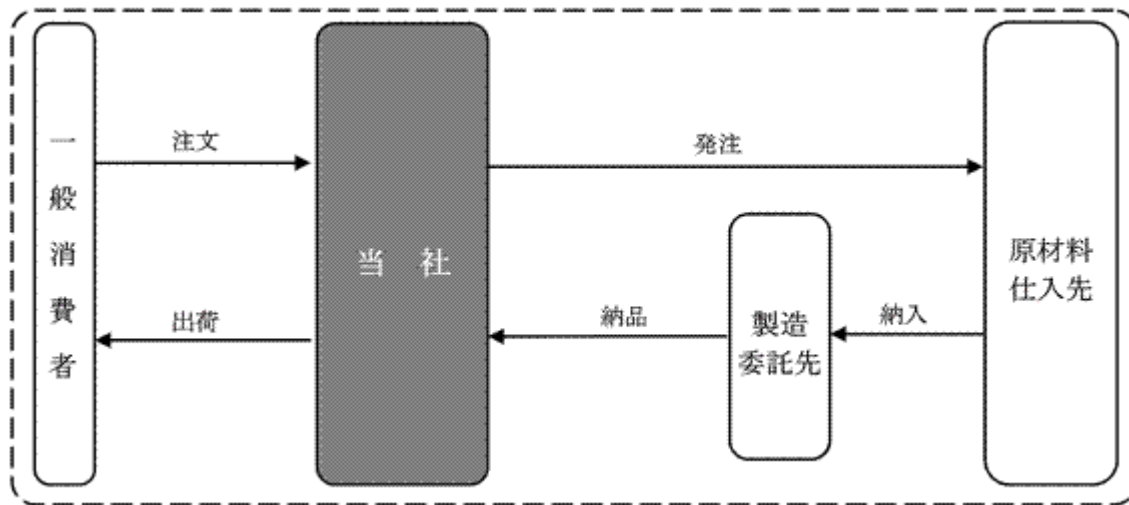 一般消費者
注文
出荷
当 社
発注
納品
製造
委託先
納入
原材料
仕入先